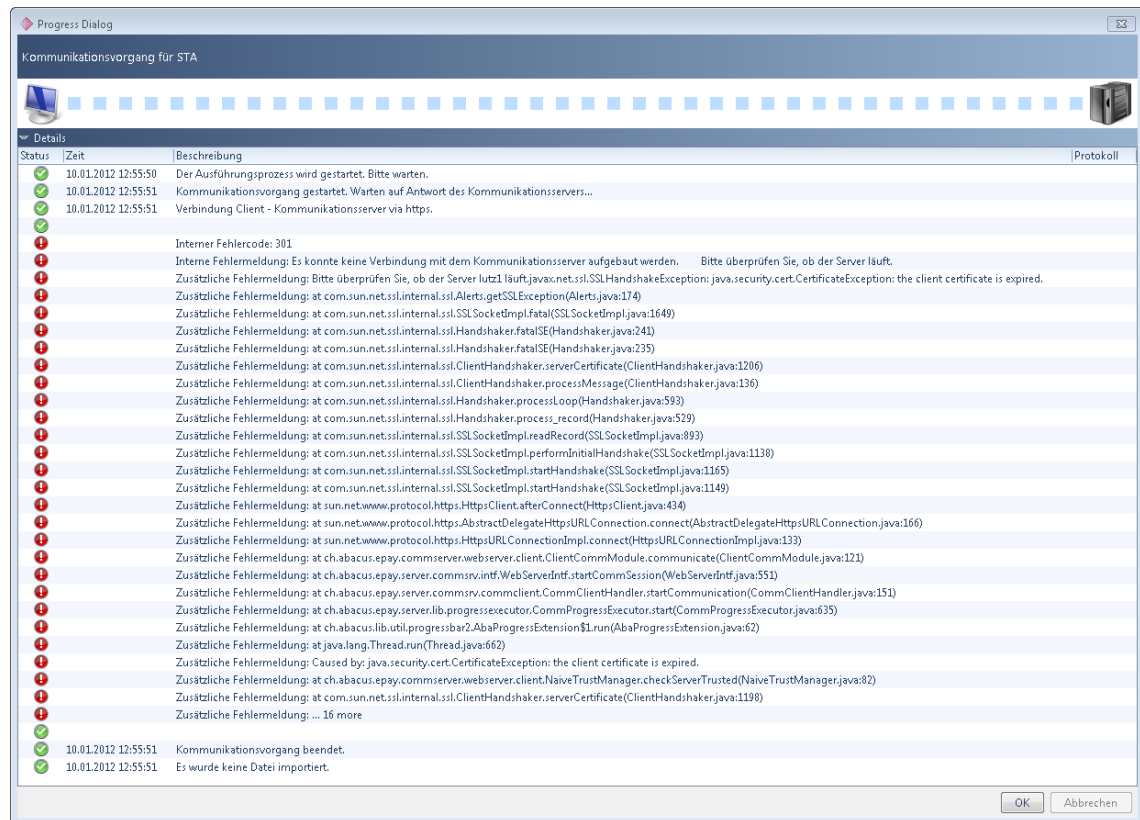 Progress Dialog
Kommunikationsvorgang für STA
Details
Status Zeit Beschreibung Protokoll
10.01.2012 12:55:50 Der Ausführungsprozess wird gestartet. Bitte warten.
10.01.2012 12:55:51 Kommunikationsvorgang gestartet. Warten auf Antwort des Kommunikationsservers...
10.01.2012 12:55:51 Verbindung Client - Kommunikationsserver via https.
Interner Fehlercode: 301
Interne Fehlermeldung: Es konnte keine Verbindung mit dem Kommunikationsserver aufgebaut werden. Bitte überprüfen Sie, ob der Server läuft.
Zusätzliche Fehlermeldung: Bitte überprüfen Sie, ob der Server lutz1 läuft.javax.net.ssl.SSLHandshakeException: java.security.cert.CertificateException: the client certificate is expired.
Zusätzliche Fehlermeldung: at com.sun.net.ssl.internal.ssl.Alerts.getSSLException(Alerts.java:174)
Zusätzliche Fehlermeldung: at com.sun.net.ssl.internal.ssl.SSLSocketImpl.fatal(SSLSocketImpl.java:1649)
Zusätzliche Fehlermeldung: at com.sun.net.ssl.internal.ssl.Handshaker.fatalSE(Handshaker.java:241)
Zusätzliche Fehlermeldung: at com.sun.net.ssl.internal.ssl.Handshaker.fatalSE(Handshaker.java:235)
Zusätzliche Fehlermeldung: at com.sun.net.ssl.internal.ssl.ClientHandshaker.serverCertificate(ClientHandshaker.java:1206)
Zusätzliche Fehlermeldung: at com.sun.net.ssl.internal.ssl.ClientHandshaker.processMessage(ClientHandshaker.java:136)
Zusätzliche Fehlermeldung: at com.sun.net.ssl.internal.ssl.Handshaker.processLoop(Handshaker.java:593)
Zusätzliche Fehlermeldung: at com.sun.net.ssl.internal.ssl.Handshaker.process_record(Handshaker.java:529)
Zusätzliche Fehlermeldung: at com.sun.net.ssl.internal.ssl.SSLSocketImpl.readRecord(SSLSocketImpl.java:893)
Zusätzliche Fehlermeldung: at com.sun.net.ssl.internal.ssl.SSLSocketImpl.performInitialHandshake(SSLSocketImpl.java:1138)
Zusätzliche Fehlermeldung: at com.sun.net.ssl.internal.ssl.SSLSocketImpl.startHandshake(SSLSocketImpl.java:1165)
Zusätzliche Fehlermeldung: at com.sun.net.ssl.internal.ssl.SSLSocketImpl.startHandshake(SSLSocketImpl.java:1149)
Zusätzliche Fehlermeldung: at sun.net.www.protocol.https.HttpsClient.afterConnect(HttpsClient.java:434)
Zusätzliche Fehlermeldung: at sun.net.www.protocol.https.AbstractDelegateHttpsURLConnection.connect(AbstractDelegateHttpsURLConnection.java:166)
Zusätzliche Fehlermeldung: at sun.net.www.protocol.https.HttpsURLConnectionImpl.connect(HttpsURLConnectionImpl.java:133)
Zusätzliche Fehlermeldung: at ch.abacus.epay.commserver.webserver.client.ClientCommModule.communicate(ClientCommModule.java:121)
Zusätzliche Fehlermeldung: at ch.abacus.epay.server.commsrv.intf.WebServerIntf.startCommSession(WebServerIntf.java:551)
Zusätzliche Fehlermeldung: at ch.abacus.epay.server.commsrv.commclient.CommClientHandler.startCommunication(CommClientHandler.java:151)
Zusätzliche Fehlermeldung: at ch.abacus.epay.server.lib.progressexecutor.CommProgressExecutor.start(CommProgressExecutor.java:635)
Zusätzliche Fehlermeldung: at ch.abacus.lib.util.progressbar2.AbaProgressExtension$1.run(AbaProgressExtension.java:62)
Zusätzliche Fehlermeldung: at java.lang.Thread.run(Thread.java:662)
Zusätzliche Fehlermeldung: Caused by: java.security.cert.CertificateException: the client certificate is expired.
Zusätzliche Fehlermeldung: at ch.abacus.epay.commserver.webserver.client.NaiveTrustManager.checkServerTrusted(NaiveTrustManager.java:82)
Zusätzliche Fehlermeldung: at com.sun.net.ssl.internal.ssl.ClientHandshaker.serverCertificate(ClientHandshaker.java:1198)
Zusätzliche Fehlermeldung: ... 16 more
10.01.2012 12:55:51 Kommunikationsvorgang beendet.
10.01.2012 12:55:51 Es wurde keine Datei importiert.
OK Abbrechen